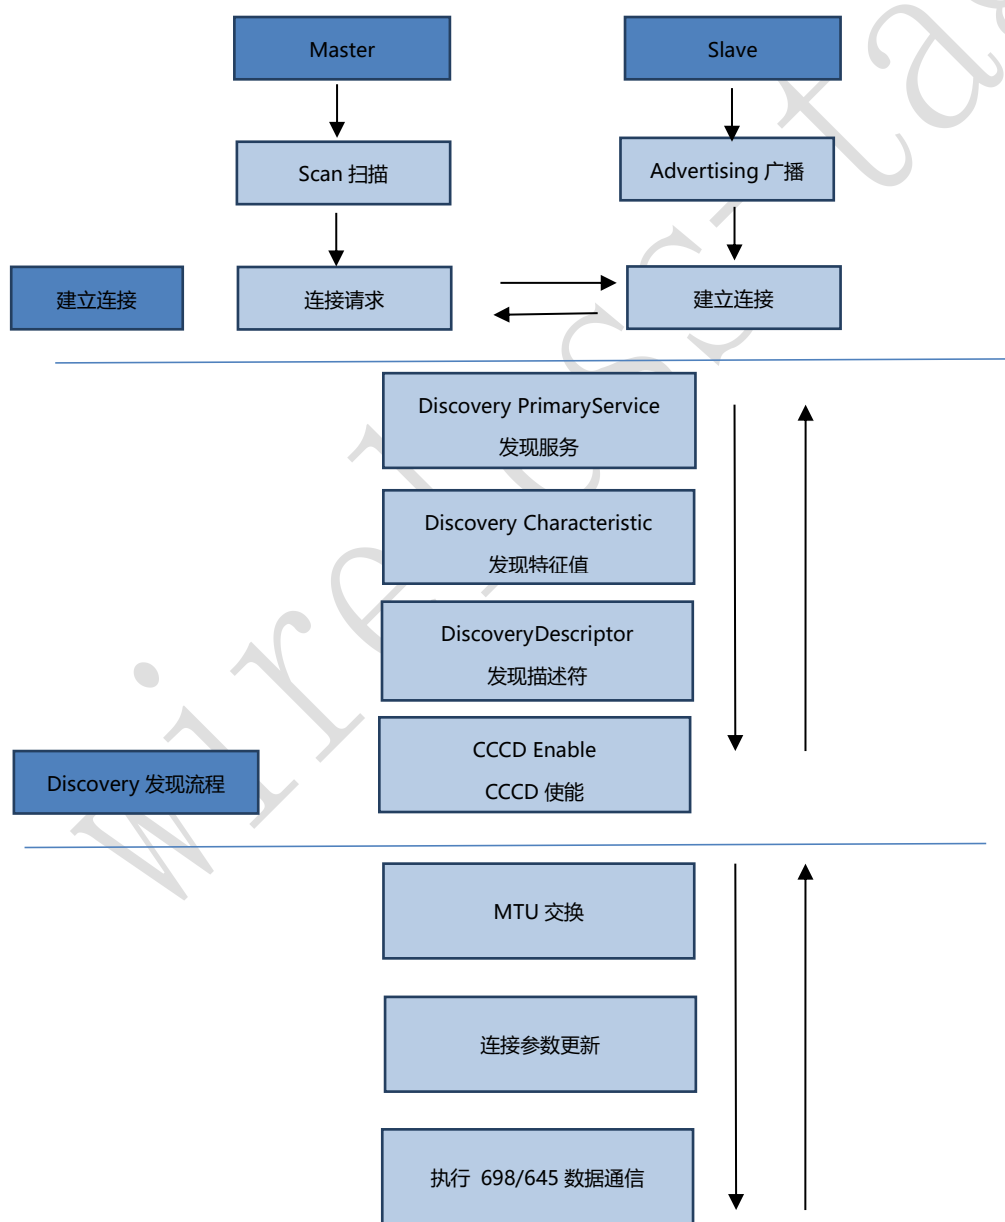 Master
Slave
Scan 扫描
Advertising 广播
建立连接
连接请求
建立连接
Discovery PrimaryService
发现服务
Discovery Characteristic
发现特征值
DiscoveryDescriptor
发现描述符
CCCD Enable
CCCD 使能
Discovery 发现流程
MTU 交换
连接参数更新
执行 698/645 数据通信